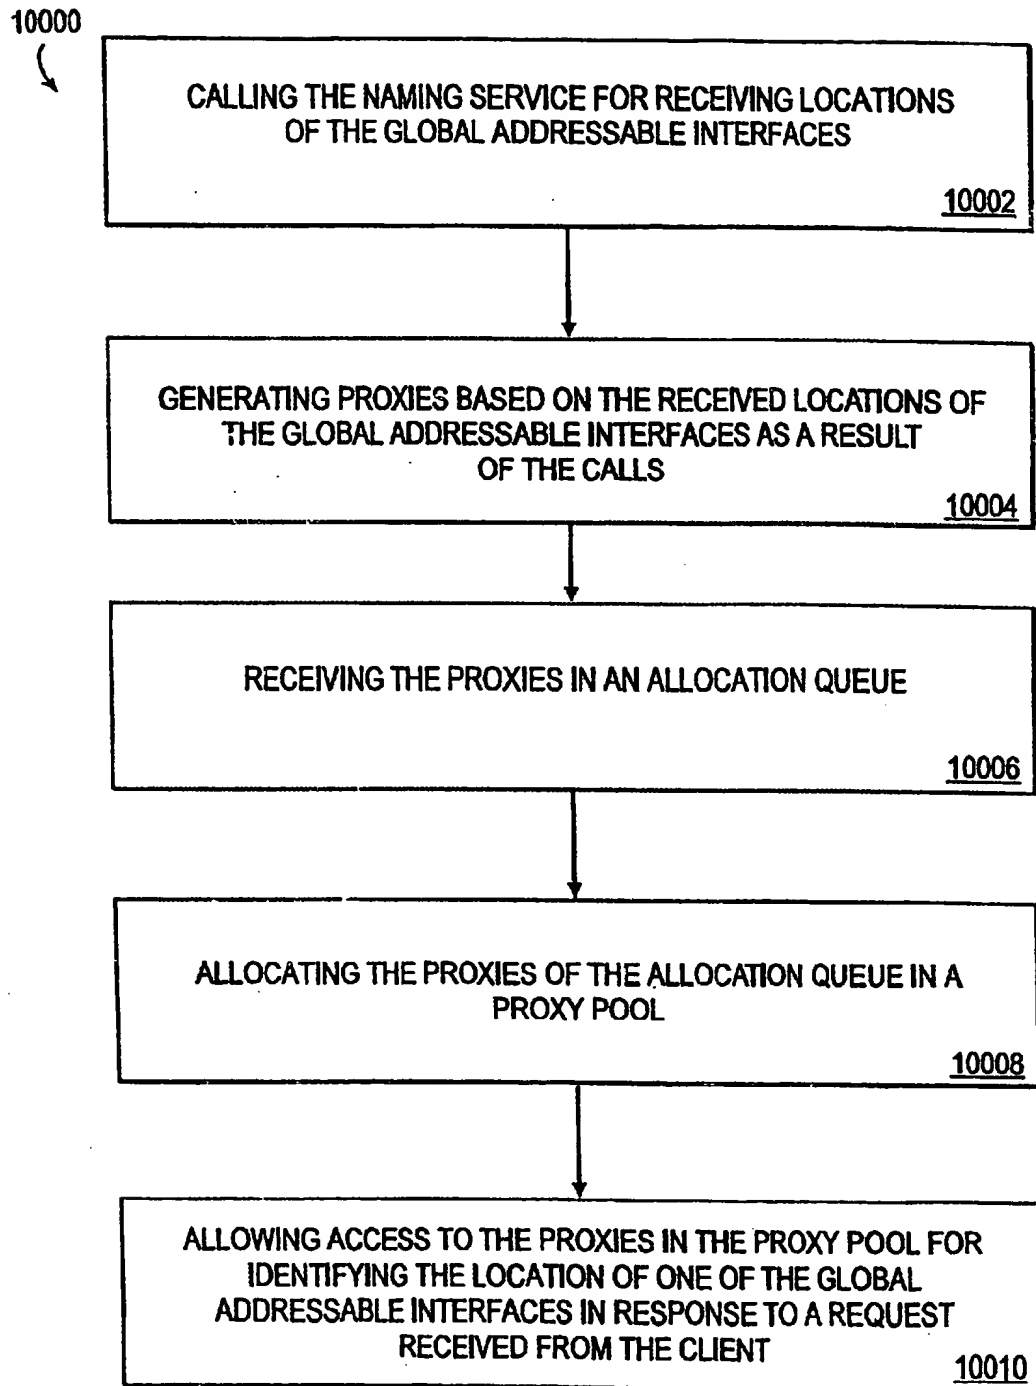 10000
CALLING THE NAMING SERVICE FOR RECEIVING LOCATIONS
OF THE GLOBAL ADDRESSABLE INTERFACES
10002
GENERATING PROXIES BASED ON THE RECEIVED LOCATIONS OF
THE GLOBAL ADDRESSABLE INTERFACES AS A RESULT
OF THE CALLS
10004
RECEIVING THE PROXIES IN AN ALLOCATION QUEUE
10006
ALLOCATING THE PROXIES OF THE ALLOCATION QUEUE IN A
PROXY POOL
10008
ALLOWING ACCESS TO THE PROXIES IN THE PROXY POOL FOR
IDENTIFYING THE LOCATION OF ONE OF THE GLOBAL
ADDRESSABLE INTERFACES IN RESPONSE TO A REQUEST
RECEIVED FROM THE CLIENT
10010